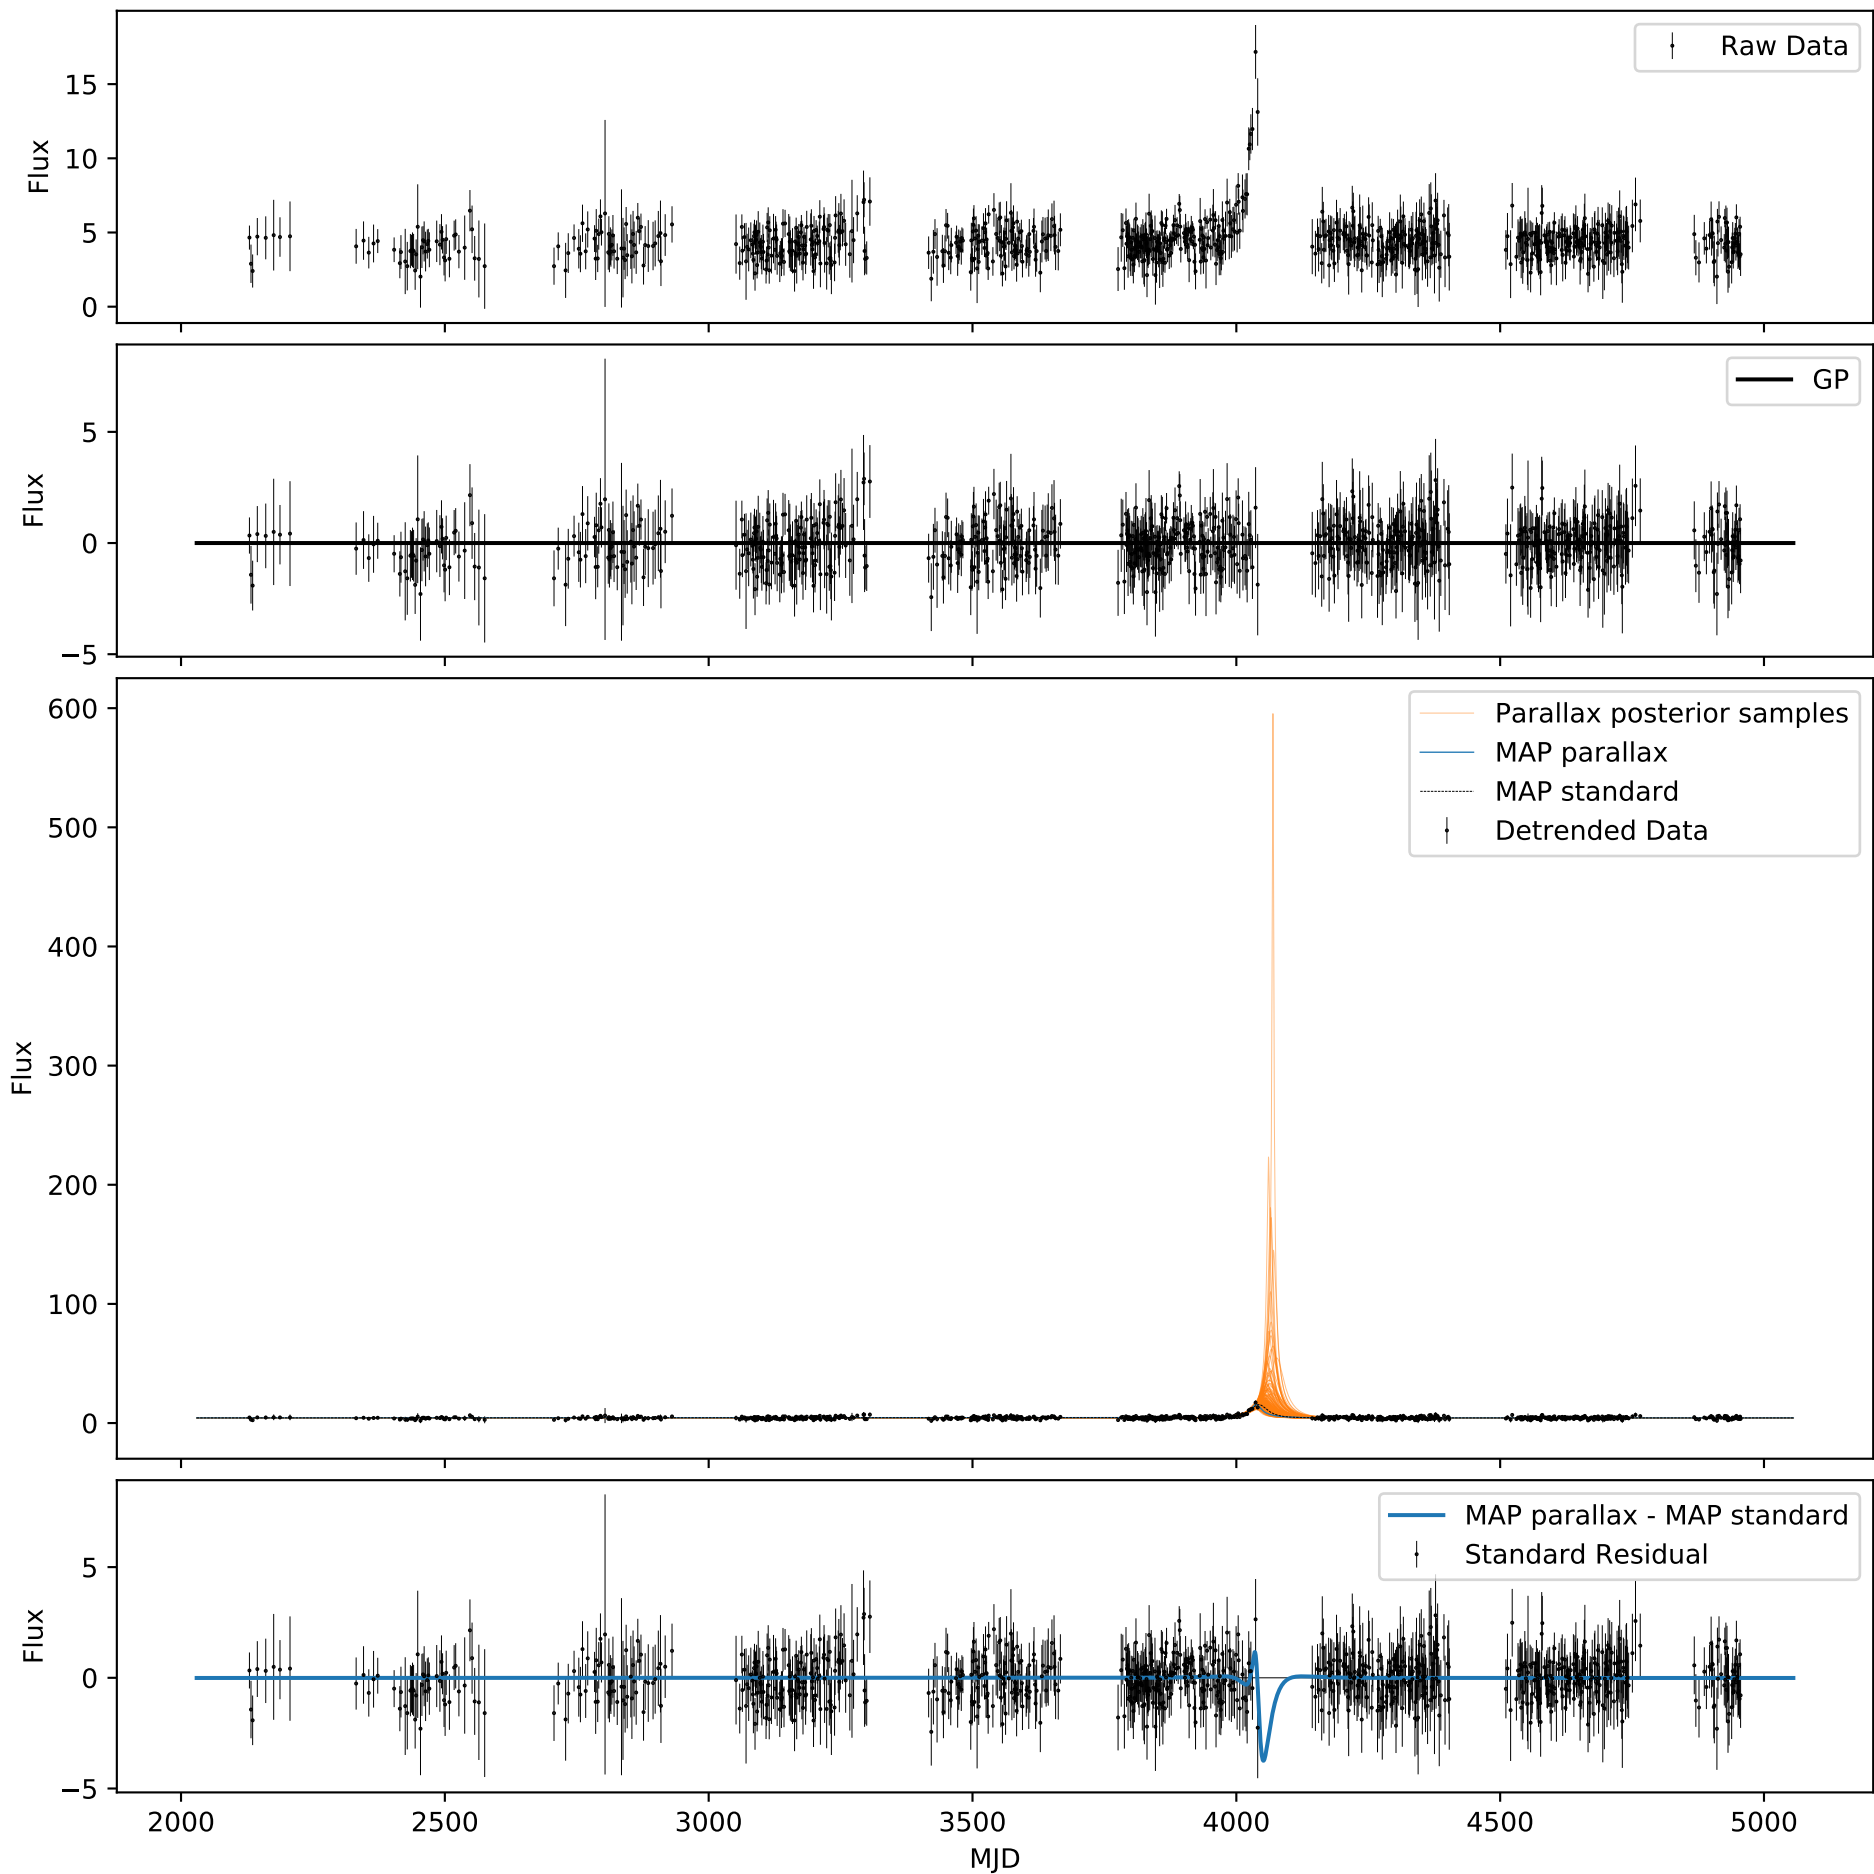 Flux
15
10
5
0
Raw Data
Flux
5
0
−5
GP
Flux
600
500
400
300
200
100
0
Parallax posterior samples
MAP parallax
MAP standard
Detrended Data
Flux
5
0
−5
MAP parallax - MAP standard
Standard Residual
2000 2500 3000 3500 4000 4500 5000
MJD